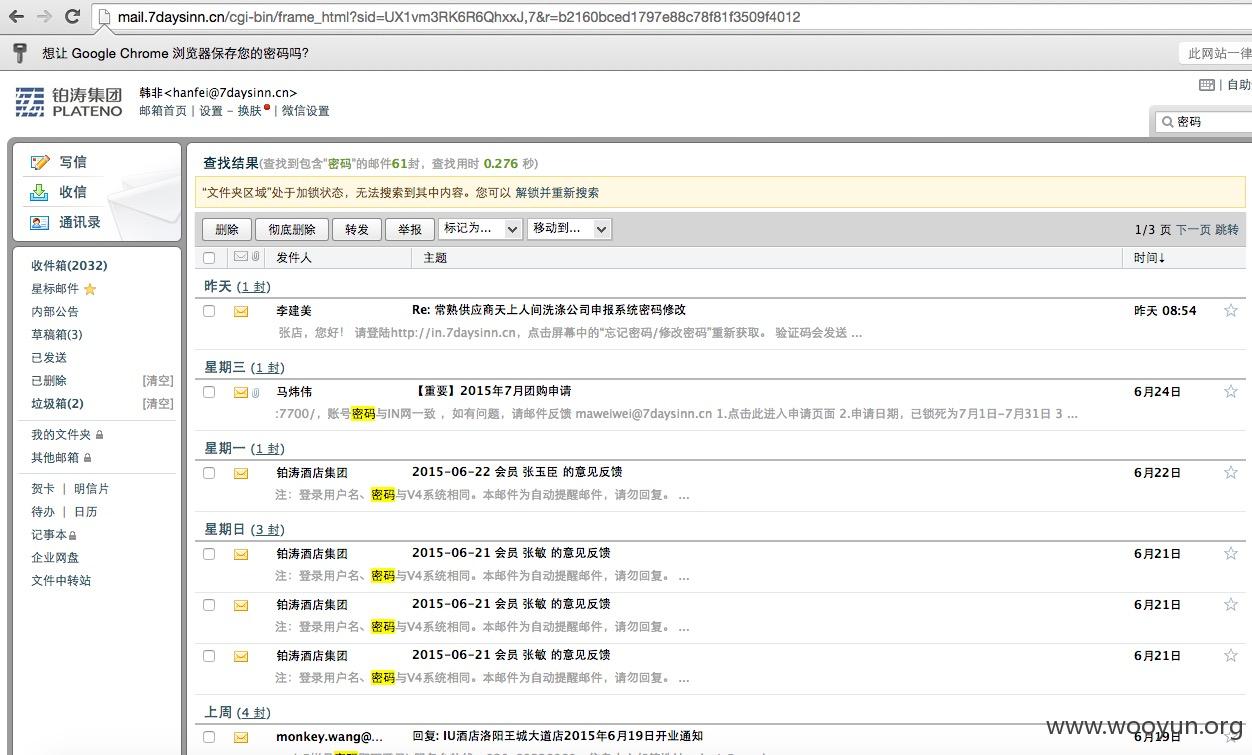 mail.7daysinn.cn/cgi-bin/frame_html?sid=UX1vm3RK6R6QhxxJ,7&r=b2160bced1797e88c78f81f3509f4012
想让 Google Chrome 浏览器保存您的密码吗?
此网站一律
铂涛集团
PLATENO
韩非<hanfei@7daysinn.cn>
邮箱首页 | 设置 - 换肤 | 微信设置
| 自助
密码
写信
收信
通讯录
收件箱(2032)
星标邮件
内部公告
草稿箱(3)
已发送
已删除 [清空]
垃圾箱(2) [清空]
我的文件夹
其他邮箱
贺卡 | 明信片
待办 | 日历
记事本
企业网盘
文件中转站
查找结果(查找到包含"密码"的邮件61封，查找用时 0.276 秒)
"文件夹区域"处于加锁状态，无法搜索到其中内容。您可以 解锁并重新搜索
删除 彻底删除 转发 举报 标记为... 移动到... 1/3 页 下一页 跳转
发件人 主题 时间↓
昨天 (1 封)
李建美 Re: 常熟供应商天上人间洗涤公司申报系统密码修改 昨天 08:54
张店，您好！ 请登陆http://in.7daysinn.cn，点击屏幕中的"忘记密码/修改密码"重新获取。 验证码会发送 ...
星期三 (1 封)
马炜伟 【重要】2015年7月团购申请 6月24日
:7700/，账号密码与IN网一致 ，如有问题，请邮件反馈 maweiwei@7daysinn.cn 1.点击此进入申请页面 2.申请日期，已锁死为7月1日-7月31日 3 ...
星期一 (1 封)
铂涛酒店集团 2015-06-22 会员 张玉臣 的意见反馈 6月22日
注：登录用户名、密码与V4系统相同。本邮件为自动提醒邮件，请勿回复。 ...
星期日 (3 封)
铂涛酒店集团 2015-06-21 会员 张敏 的意见反馈 6月21日
注：登录用户名、密码与V4系统相同。本邮件为自动提醒邮件，请勿回复。 ...
铂涛酒店集团 2015-06-21 会员 张敏 的意见反馈 6月21日
注：登录用户名、密码与V4系统相同。本邮件为自动提醒邮件，请勿回复。 ...
铂涛酒店集团 2015-06-21 会员 张敏 的意见反馈 6月21日
注：登录用户名、密码与V4系统相同。本邮件为自动提醒邮件，请勿回复。 ...
上周 (4 封)
monkey.wang@... 回复: IU酒店洛阳王城大道店2015年6月19日开业通知 6月19日
www.wooyun.org